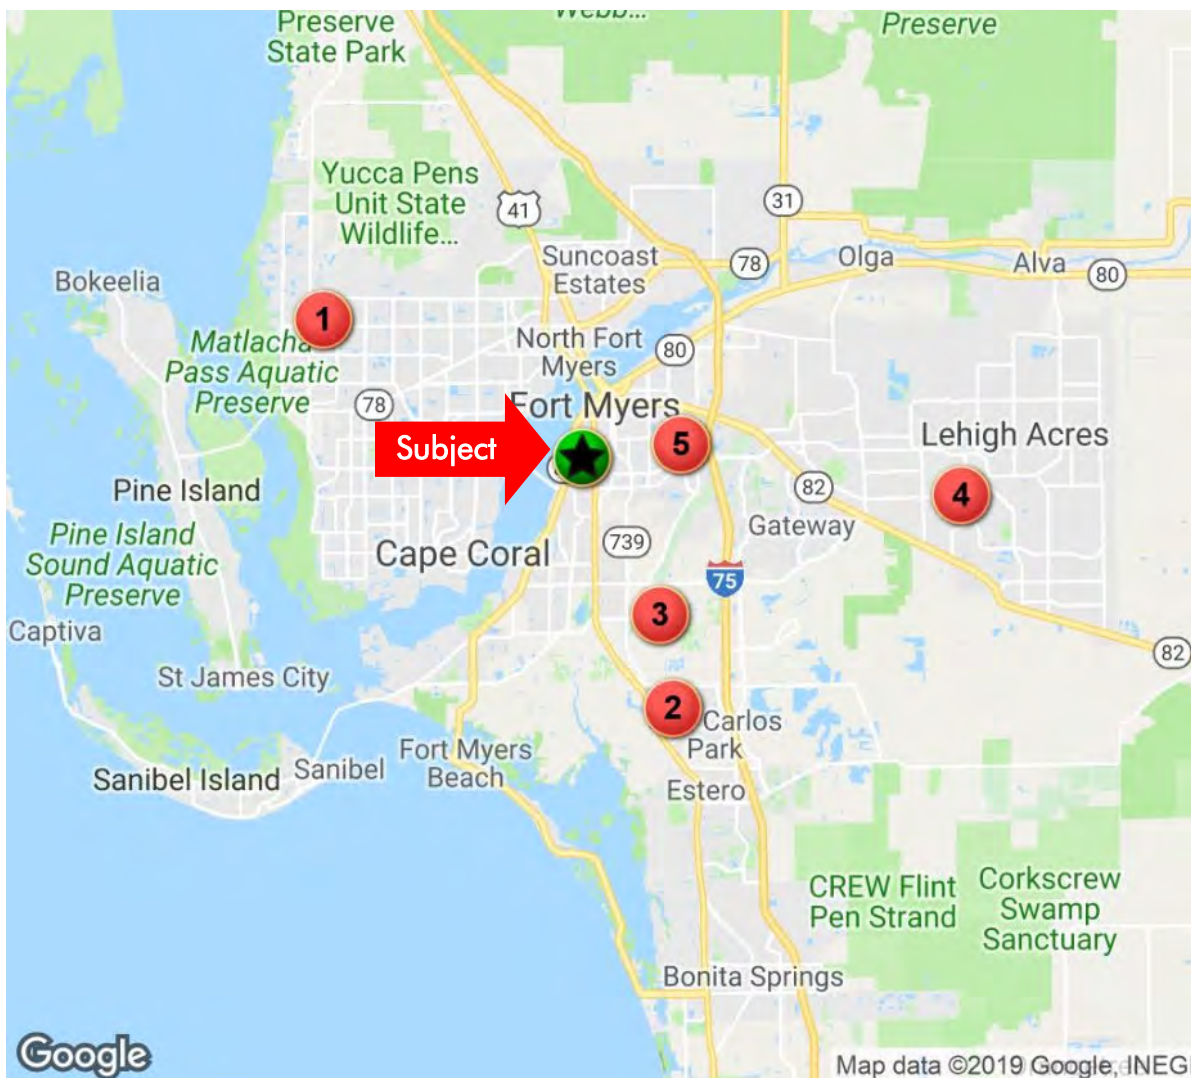 Webb...
Preserve
State Park
Preserve
Yucca Pens
Unit State
Wildlife...
41
31
Suncoast
Estates
78
Olga
Alva
80
Bokeelia
1
Matlacha
Pass Aquatic
Preserve
North Fort
Myers
80
78
Fort Myers
Subject
5
Lehigh Acres
4
82
Gateway
Pine Island
Pine Island
Sound Aquatic
Preserve
Cape Coral
739
75
3
Captiva
82
St James City
2
Carlos
Park
Fort Myers
Beach
Sanibel Island
Sanibel
Estero
CREW Flint
Pen Strand
Corkscrew
Swamp
Sanctuary
Bonita Springs
Google
Map data ©2019 Google, INEGI